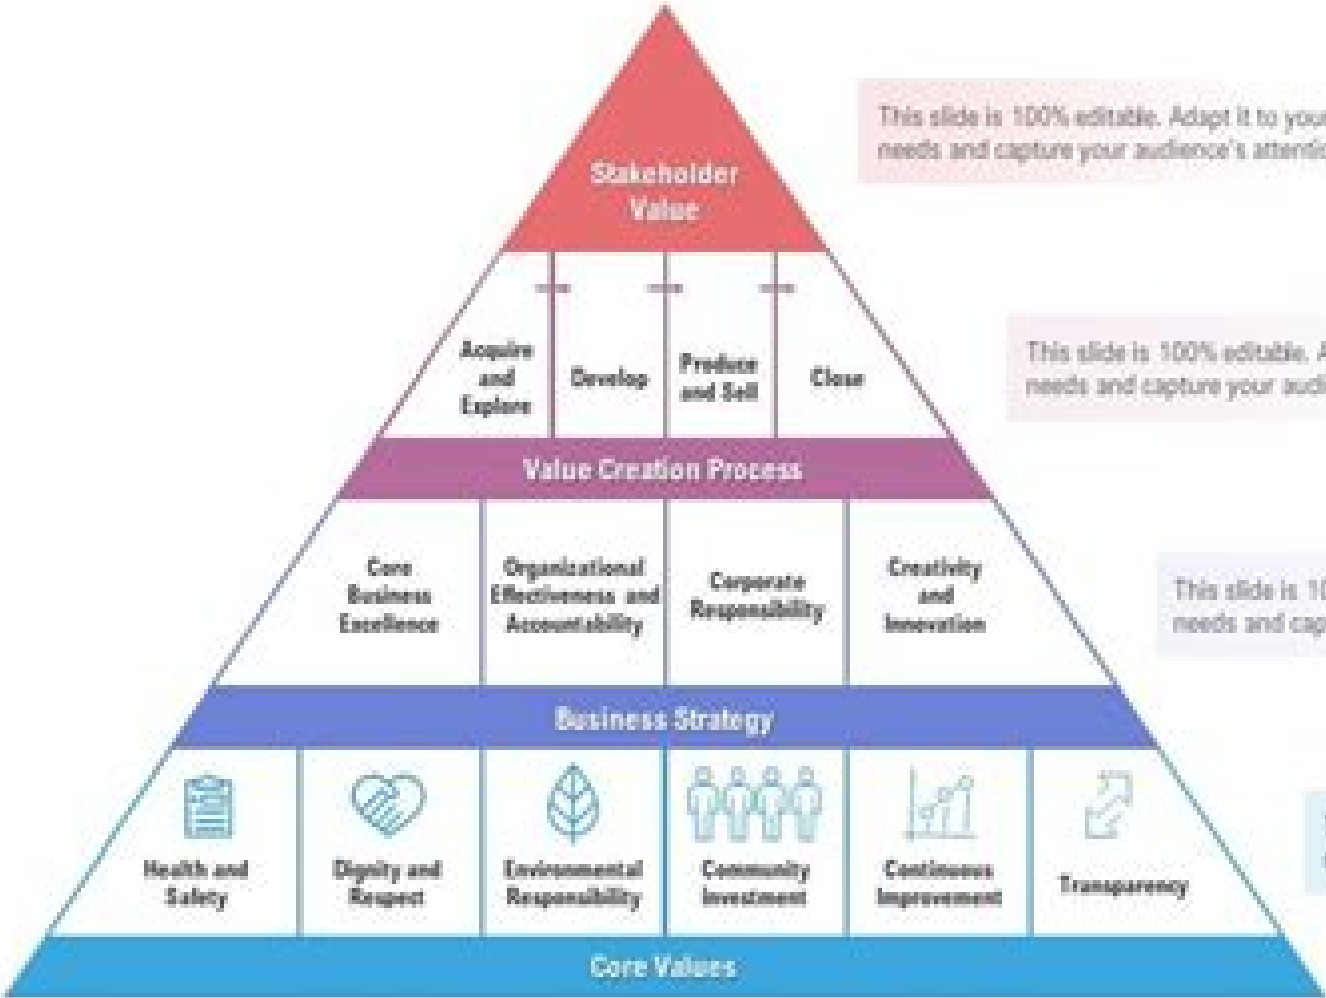 Stakeholder
Value
This slide is 100% editable. Adapt it to your
needs and capture your audience's
Acquire
and
Explore
Develop
Produce
and Sell
Close
This slide is 100% editable.
needs and capture your
Value Creation Process
Core
Business
Excellence
Organizational
Effectiveness and
Accountability
Corporate
Responsibility
Creativity
and
Innovation
This slide is
needs and
Business Strategy
Health and
Safety
Dignity and
Respect
Environmental
Responsibility
Community
Investment
Continuous
Improvement
Transparency
Core Values